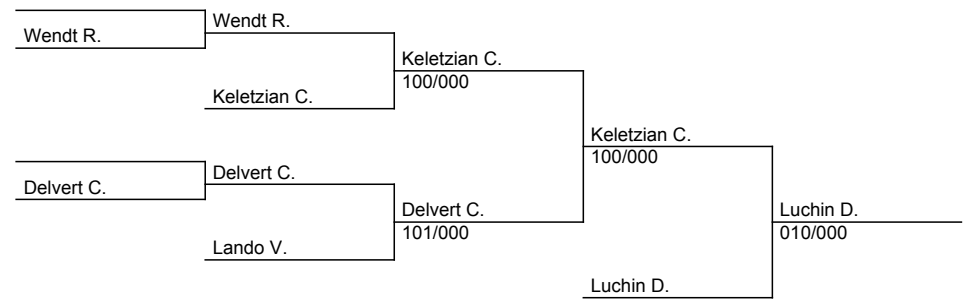 Wendt R.
Wendt R.
Keletzian C.
100/000
Keletzian C.
Keletzian C.
100/000
Delvert C.
Delvert C.
Delvert C.
101/000
Luchin D.
010/000
Lando V.
Luchin D.